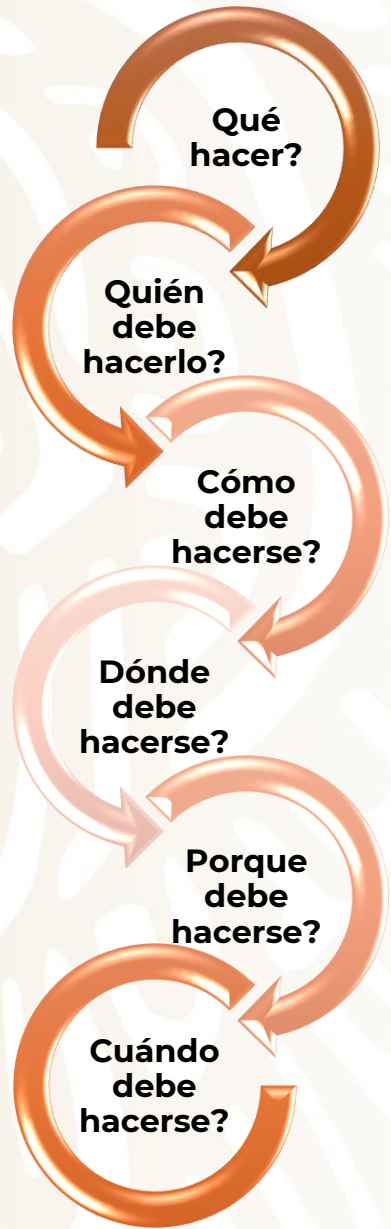 Qué
hacer?
Quién
debe
hacerlo?
Cómo
debe
hacerse?
Dónde
debe
hacerse?
Porque
debe
hacerse?
Cuándo
debe
hacerse?